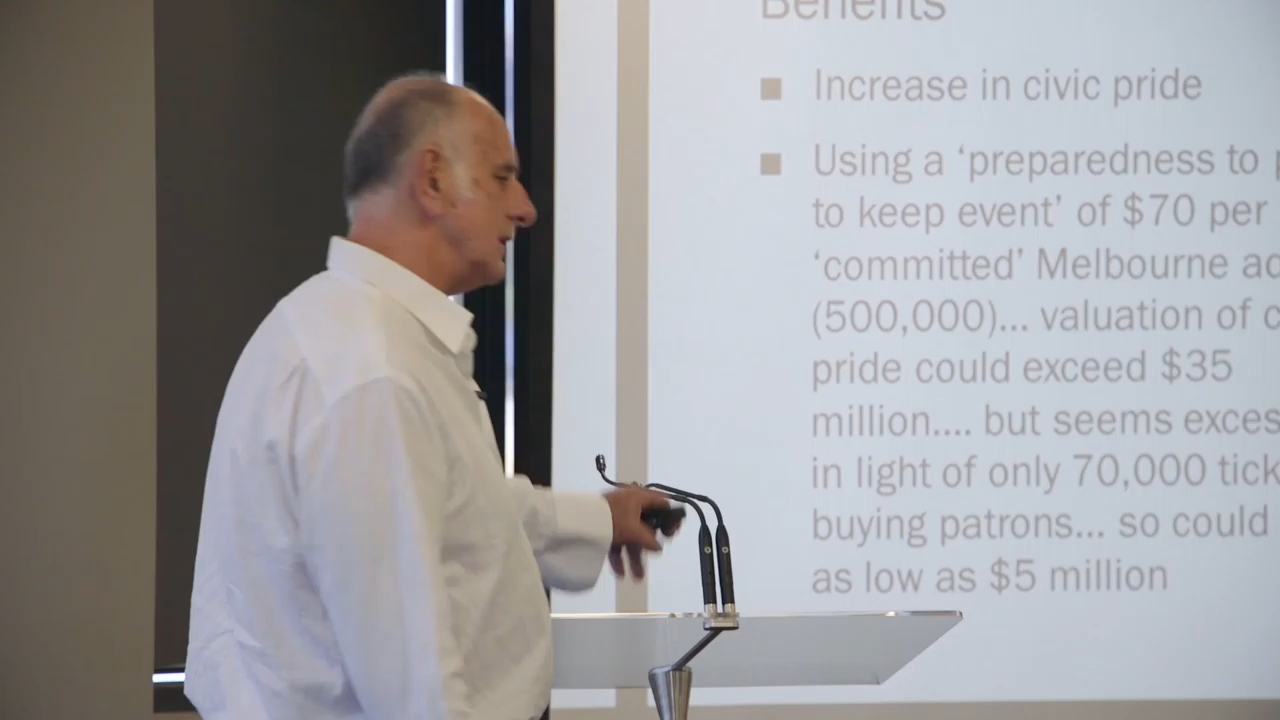 Benefits
Increase in civic pride
Using a ‘preparedness to
to keep event’ of $70 per
‘committed’ Melbourne
(500,000)... valuation of
pride could exceed $35
million.... but seems
in light of only 70,000
buying patrons... so could
as low as $5 million